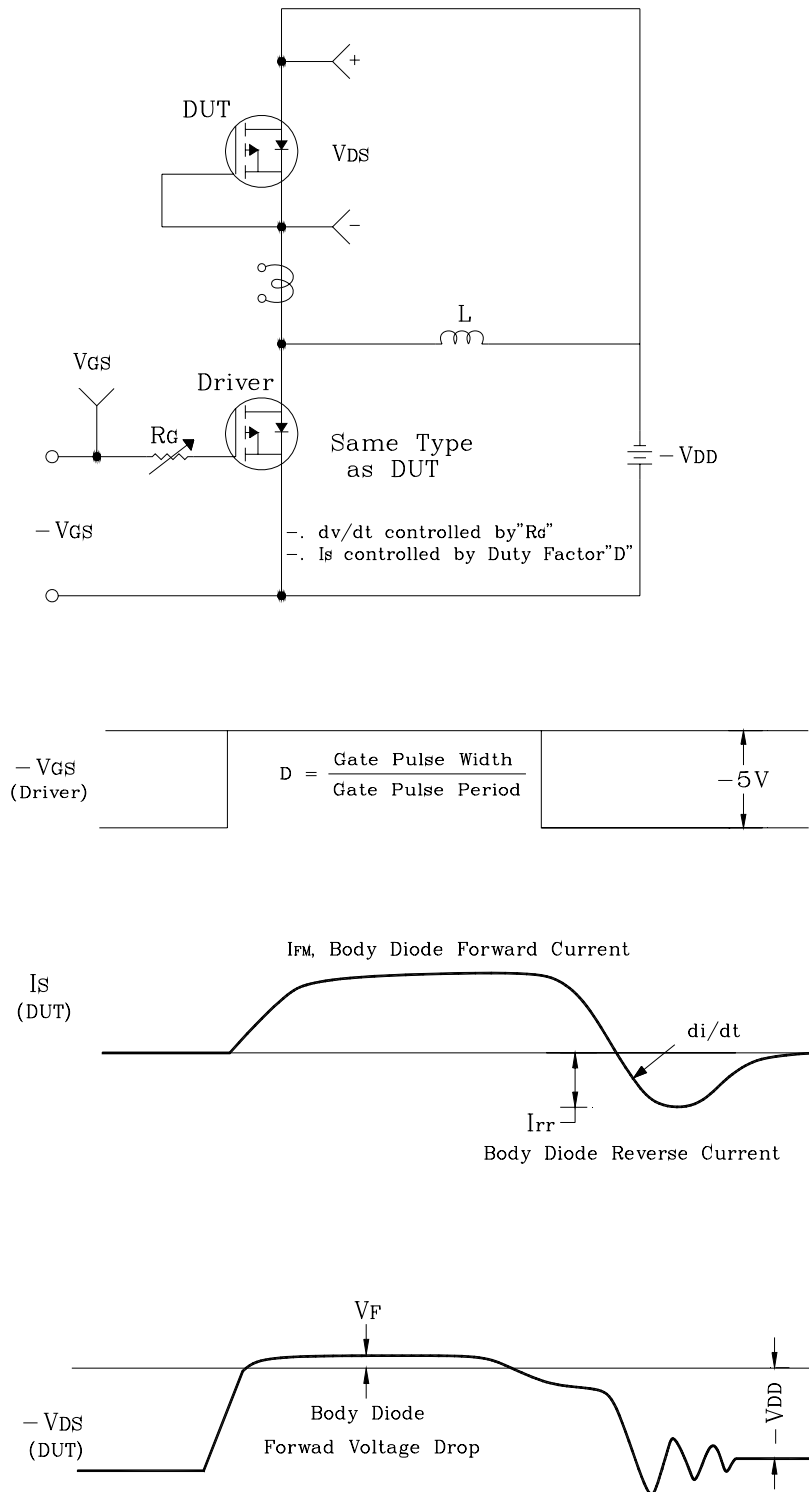 +
DUT
VDS
−
L
VGS
Driver
RG
Same Type
as DUT
−VDD
−VGS
−. dv/dt controlled by"RG"
−. IS controlled by Duty Factor"D"
−VGS
(Driver)
D = Gate Pulse Width
Gate Pulse Period
−5V
IFM, Body Diode Forward Current
IS
(DUT)
di/dt
Irr
Body Diode Reverse Current
VF
−VDD
−VDS
(DUT)
Body Diode
Forwad Voltage Drop